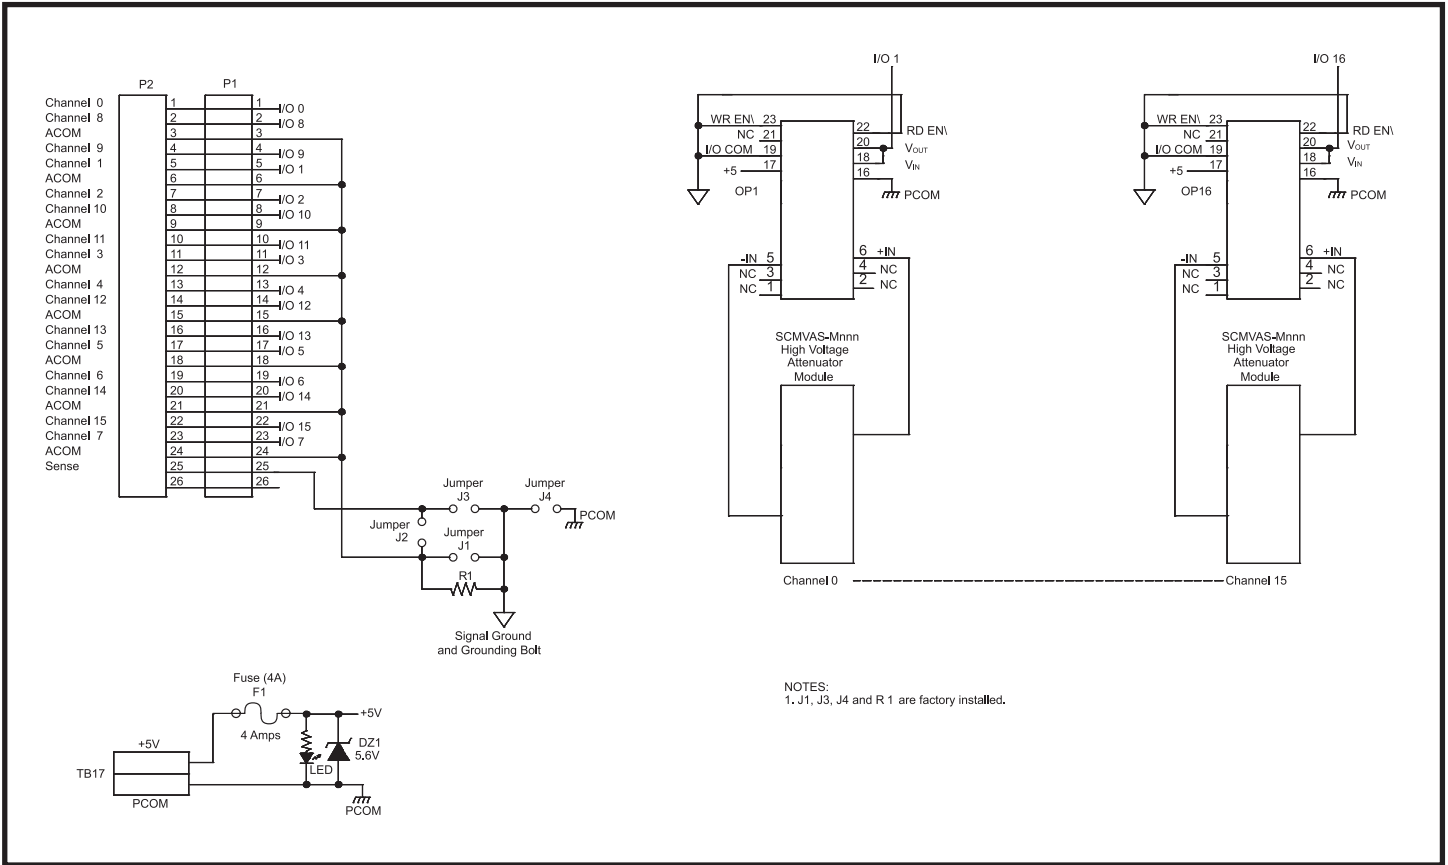 P2
P1
Channel 0 1 1 I/O 0
Channel 8 2 2 I/O 8
ACOM 3 3
Channel 9 4 4 I/O 9
Channel 1 5 5 I/O 1
ACOM 6 6
Channel 2 7 7 I/O 2
Channel 10 8 8 I/O 10
ACOM 9 9
Channel 11 10 10 I/O 11
Channel 3 11 11 I/O 3
ACOM 12 12
Channel 4 13 13 I/O 4
Channel 12 14 14 I/O 12
ACOM 15 15
Channel 13 16 16 I/O 13
Channel 5 17 17 I/O 5
ACOM 18 18
Channel 6 19 19 I/O 6
Channel 14 20 20 I/O 14
ACOM 21 21
Channel 15 22 22 I/O 15
Channel 7 23 23 I/O 7
ACOM 24 24
Sense 25 25
26 26
Jumper
J3
Jumper
J4
PCOM
Jumper
J2
Jumper
J1
R1
Signal Ground
and Grounding Bolt
Fuse (4A)
F1
4 Amps
+5V
DZ1
5.6V
LED
PCOM
TB17
+5V
PCOM
I/O 1
WR EN\ 23
NC 21
I/O COM 19
+5 17
OP1
22 RD EN\
20 VOUT
18 VIN
16 PCOM
-IN 5
NC 3
NC 1
6 +IN
4 NC
2 NC
SCMVAS-Mnnn
High Voltage
Attenuator
Module
Channel 0
I/O 16
WR EN\ 23
NC 21
I/O COM 19
+5 17
OP16
22 RD EN\
20 VOUT
18 VIN
16 PCOM
-IN 5
NC 3
NC 1
6 +IN
4 NC
2 NC
SCMVAS-Mnnn
High Voltage
Attenuator
Module
Channel 15
NOTES:
1. J1, J3, J4 and R 1 are factory installed.